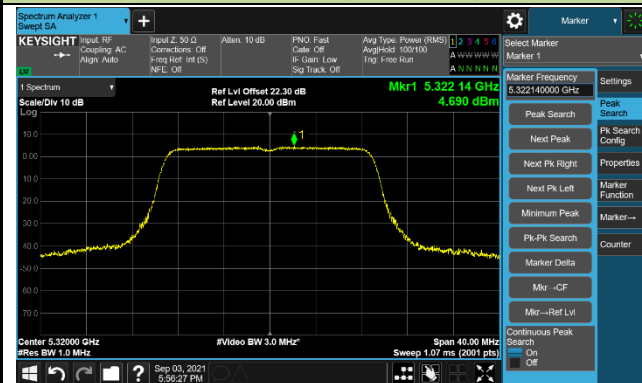 Spectrum Analyzer 1
Swept SA
+
Marker
KEYSIGHT
Input: RF
Coupling: AC
Align: Auto
Input Z: 50 Ω
Corrections: Off
Freq Ref: Int (S)
NFE: Off
Atten: 10 dB
PNO: Fast
Gate: Off
IF Gain: Low
Sig Track: Off
Avg Type: Power (RMS)
Avg|Hold: 100/100
Trig: Free Run
1 2 3 4 5 6
A W W W W W
A N N N N N
Select Marker
Marker 1
1 Spectrum
Scale/Div 10 dB
Log
Ref Lvl Offset 22.30 dB
Ref Level 20.00 dBm
Mkr1 5.322 14 GHz
4.690 dBm
Marker Frequency
5.322140000 GHz
Settings
Peak Search
Next Peak
Next Pk Right
Next Pk Left
Minimum Peak
Pk-Pk Search
Marker Delta
Mkr→CF
Mkr→Ref Lvl
Continuous Peak
Search
On
Off
Peak
Search
Pk Search
Config
Properties
Marker
Function
Marker→
Counter
10.0
0.00
-10.0
-20.0
-30.0
-40.0
-50.0
-60.0
-70.0
1
Center 5.32000 GHz
#Res BW 1.0 MHz
#Video BW 3.0 MHz*
Span 40.00 MHz
Sweep 1.07 ms (2001 pts)
?
Sep 03, 2021
5:56:27 PM